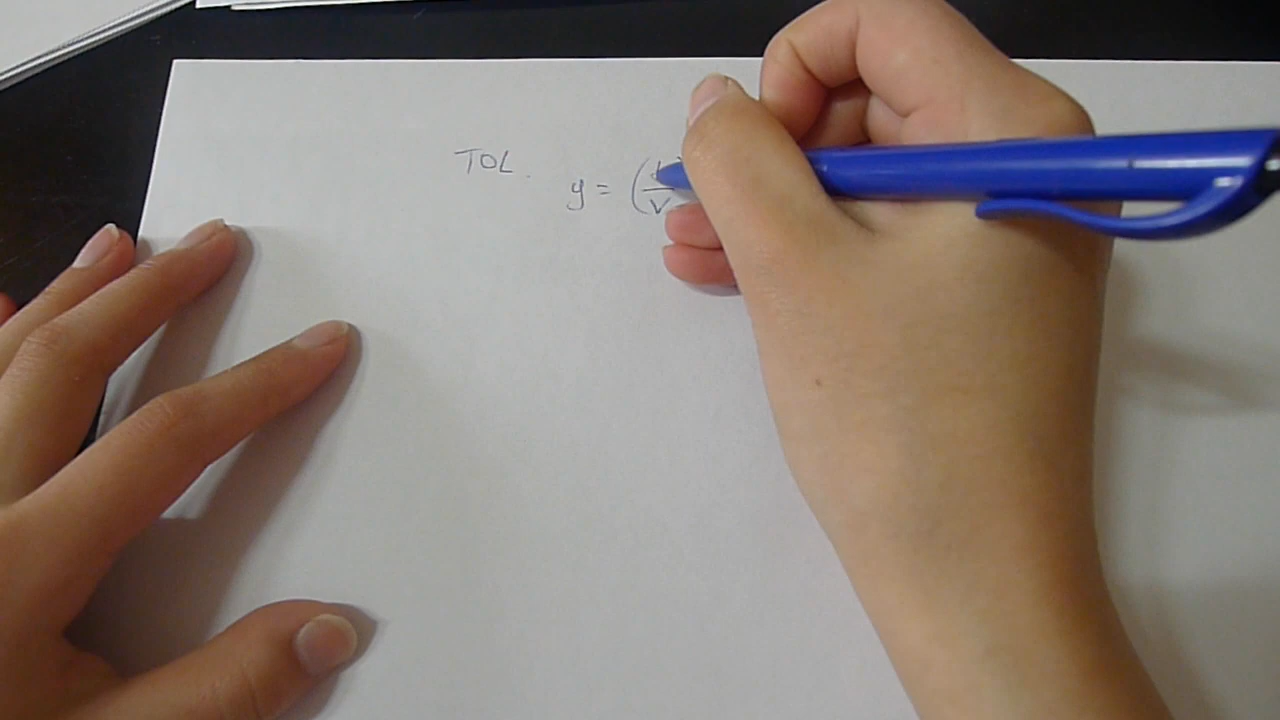 TOL.
y = (
v